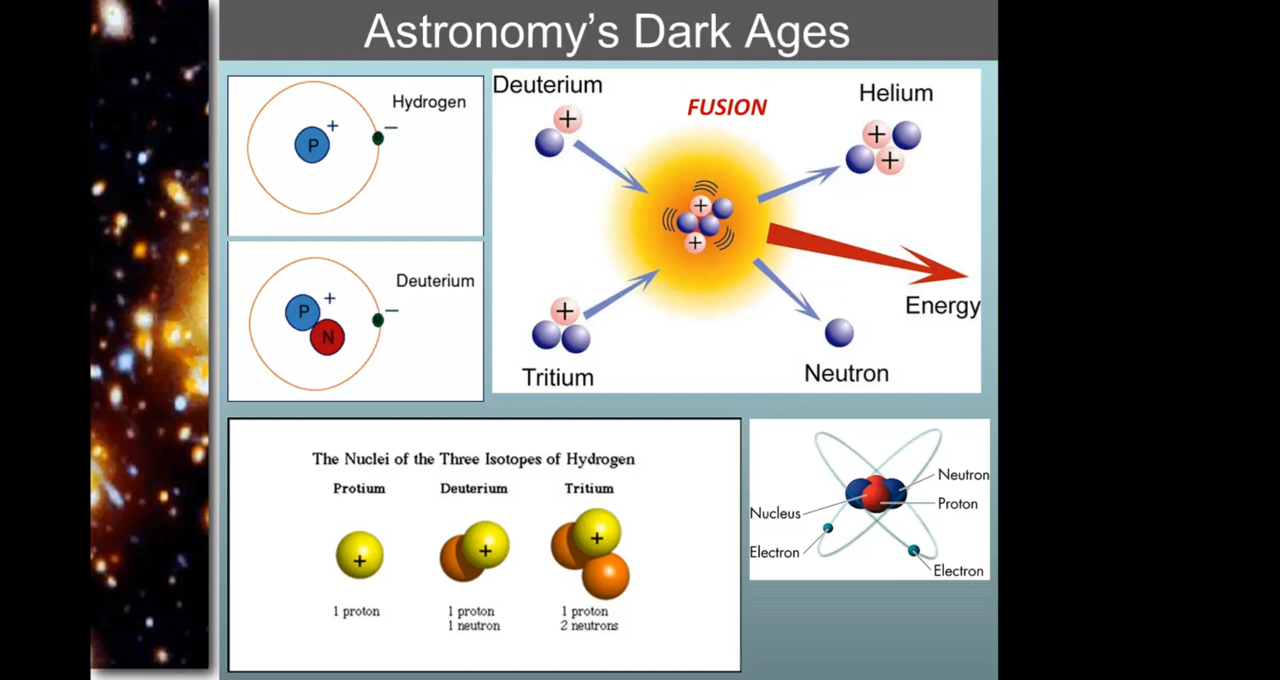 Astronomy's Dark Ages
Hydrogen
P
+
−
Deuterium
P
+
N
−
Deuterium
+
FUSION
Helium
+
+
+
+
Energy
+
Tritium
Neutron
The Nuclei of the Three Isotopes of Hydrogen
Protium
Deuterium
Tritium
+
+
+
1 proton
1 proton
1 neutron
1 proton
2 neutrons
Neutron
Proton
Nucleus
Electron
Electron